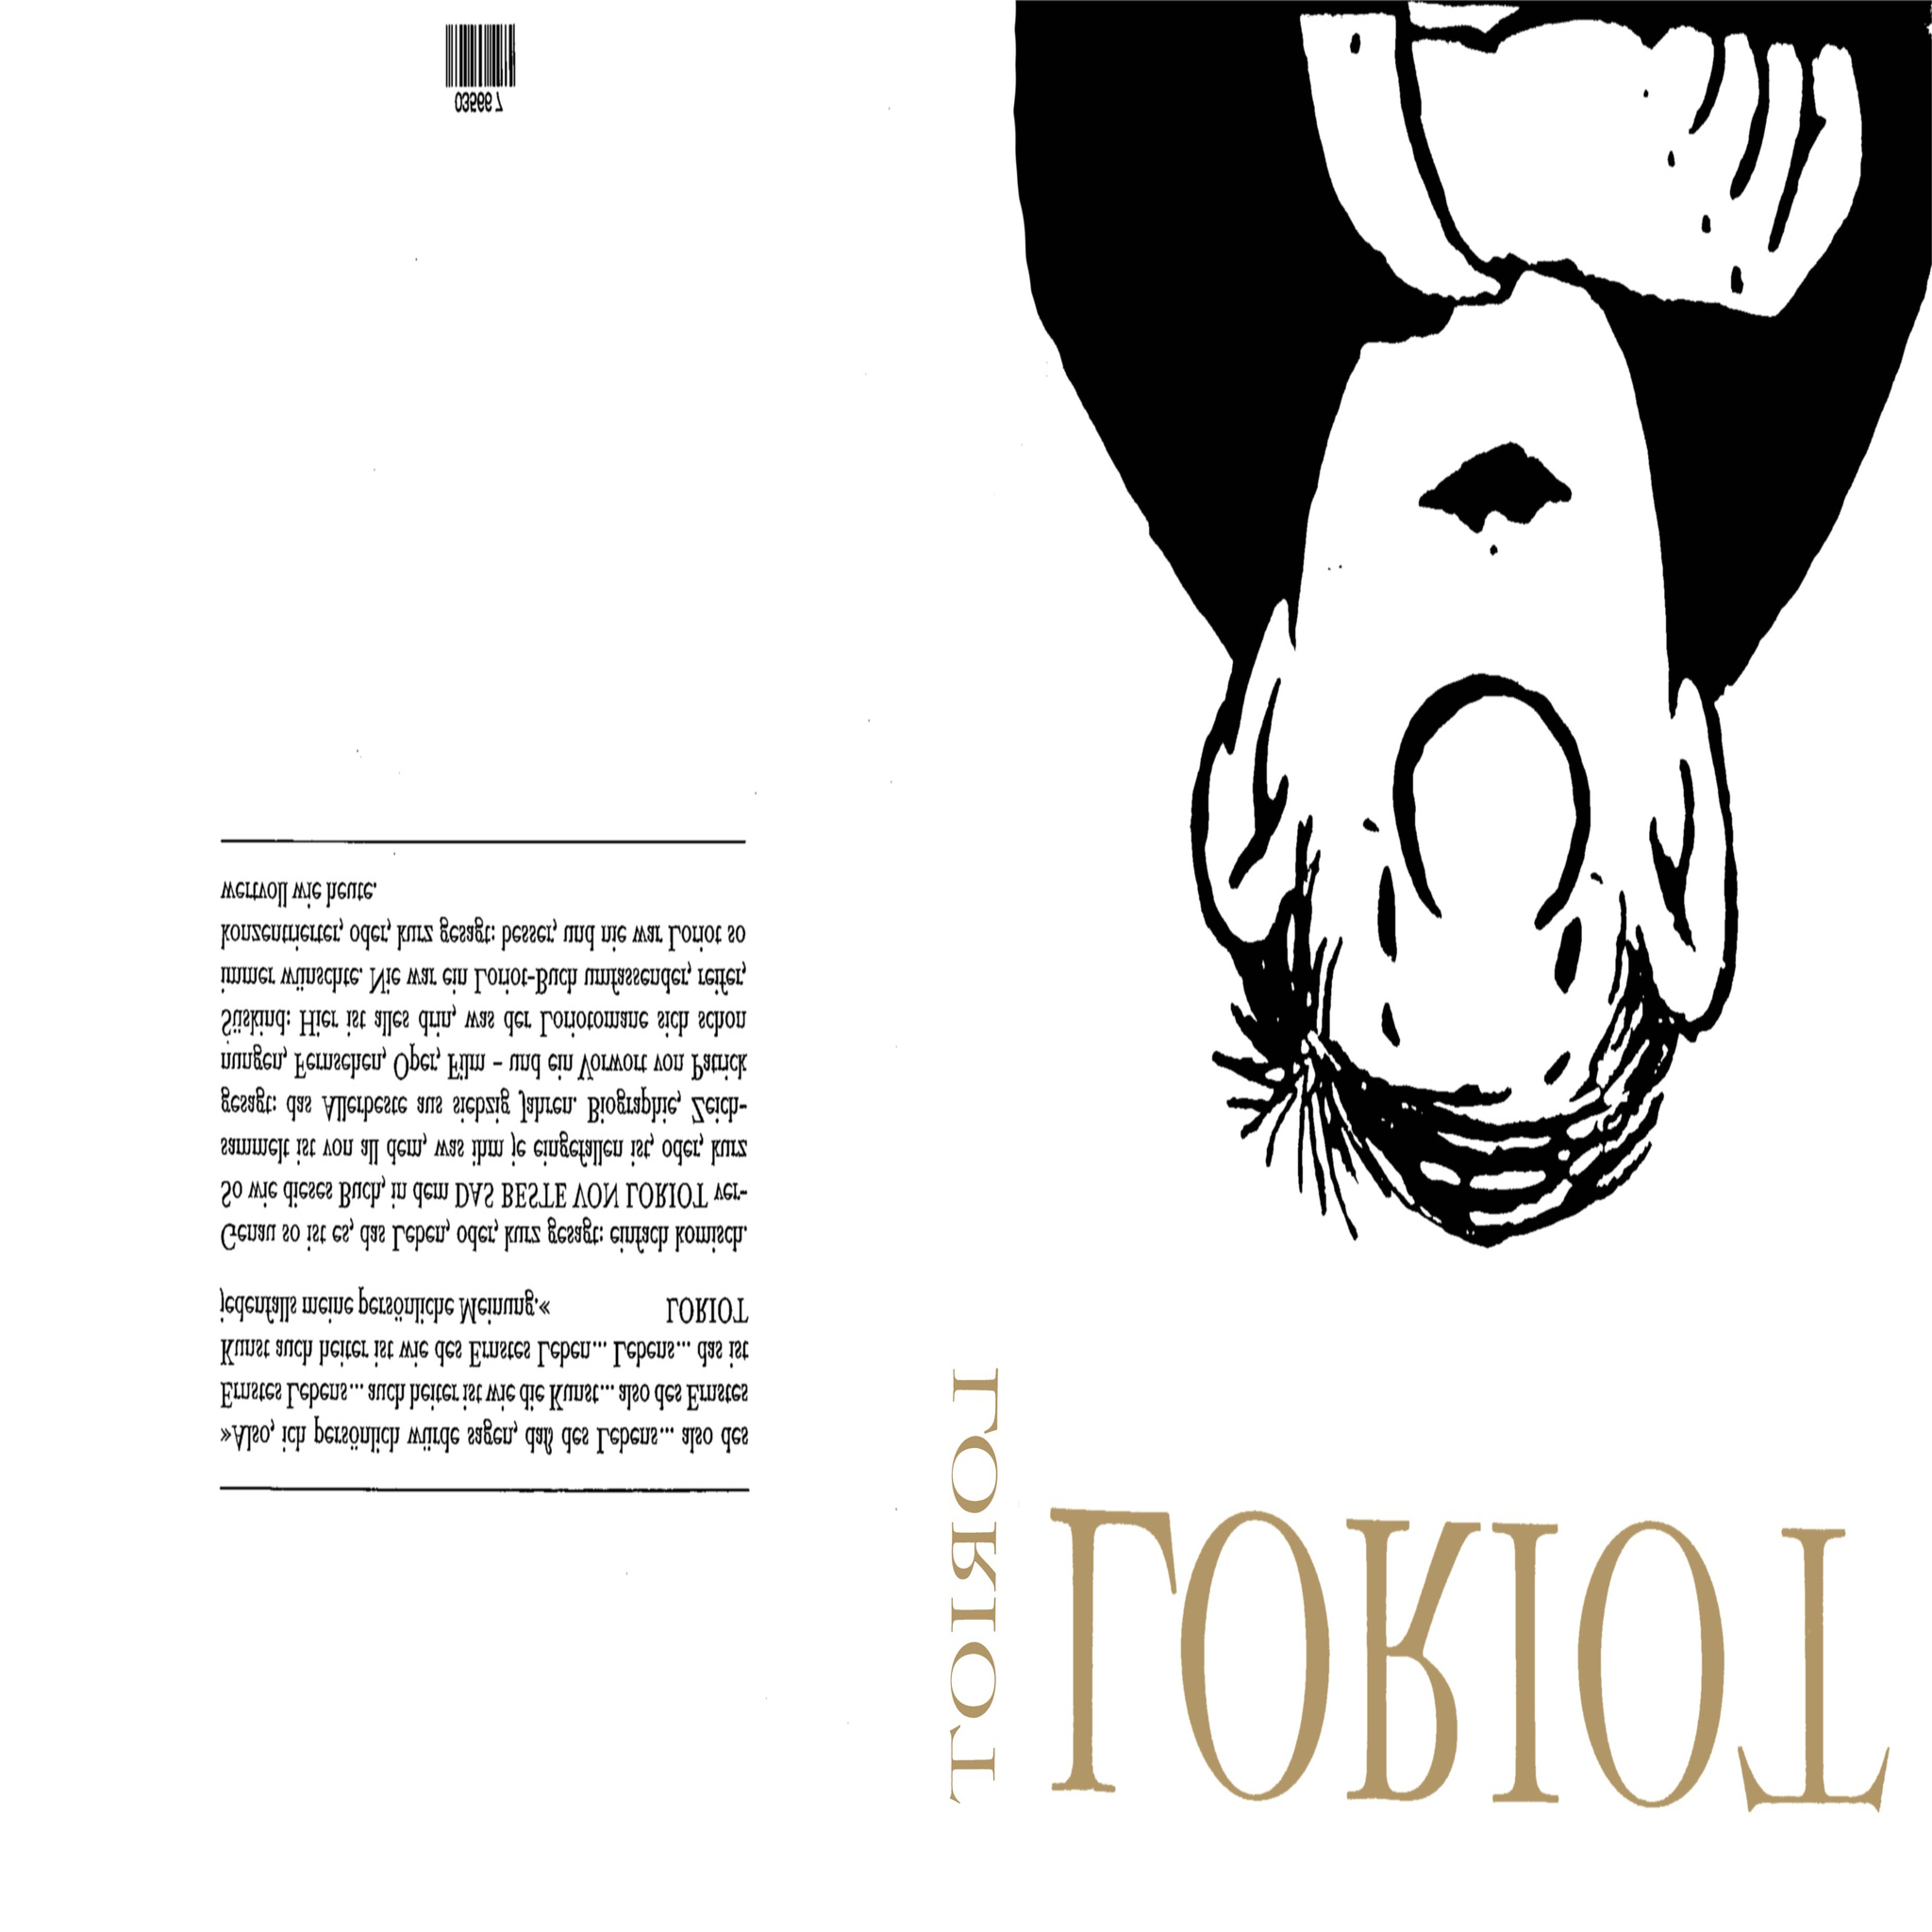 »Also, ich persönlich würde sagen, daß des Lebens... also des
Ernstes Lebens... auch heiter ist wie die Kunst... also des Ernstes
Kunst auch heiter ist wie des Ernstes Leben... Lebens... das ist
jedenfalls meine persönliche Meinung.« LORIOT
Genau so ist es, das Leben, oder, kurz gesagt: einfach komisch.
So wie dieses Buch, in dem DAS BESTE VON LORIOT ver-
sammelt ist von all dem, was ihm je eingefallen ist, oder, kurz
gesagt: das Allerbeste aus siebzig Jahren. Biographie, Zeich-
nungen, Fernsehen, Oper, Film – und ein Vorwort von Patrick
Süskind: Hier ist alles drin, was der Loriotomane sich schon
immer wünschte. Nie war ein Loriot-Buch umfassender, reifer,
konzentrierter, oder, kurz gesagt: besser, und nie war Loriot so
wertvoll wie heute.
03566 7
LORIOT
LORIOT